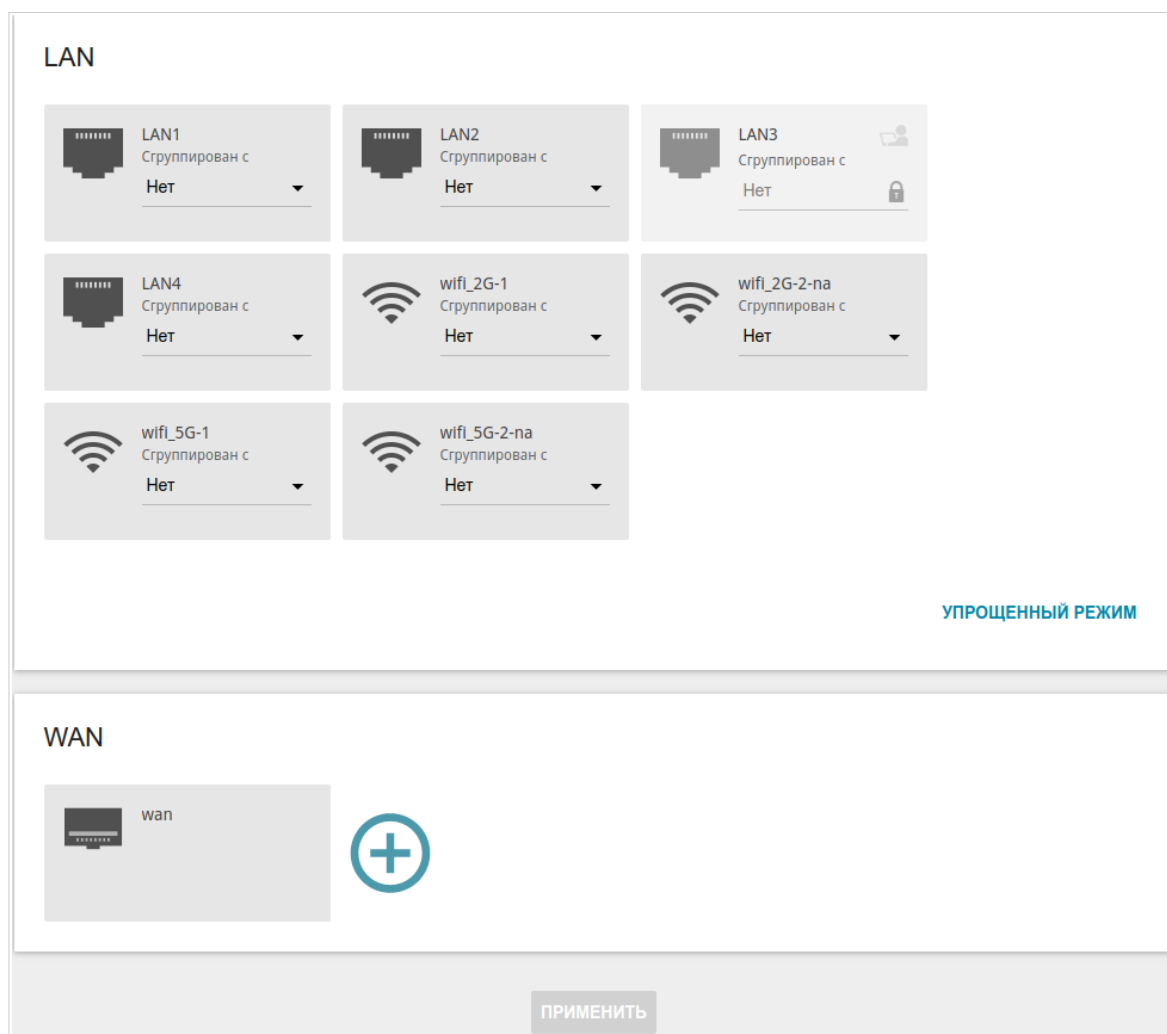 LAN
LAN1
Сгруппирован с
Нет
LAN2
Сгруппирован с
Нет
LAN3
Сгруппирован с
Нет
LAN4
Сгруппирован с
Нет
wifi_2G-1
Сгруппирован с
Нет
wifi_2G-2-na
Сгруппирован с
Нет
wifi_5G-1
Сгруппирован с
Нет
wifi_5G-2-na
Сгруппирован с
Нет
УПРОЩЕННЫЙ РЕЖИМ
WAN
wan
ПРИМЕНИТЬ